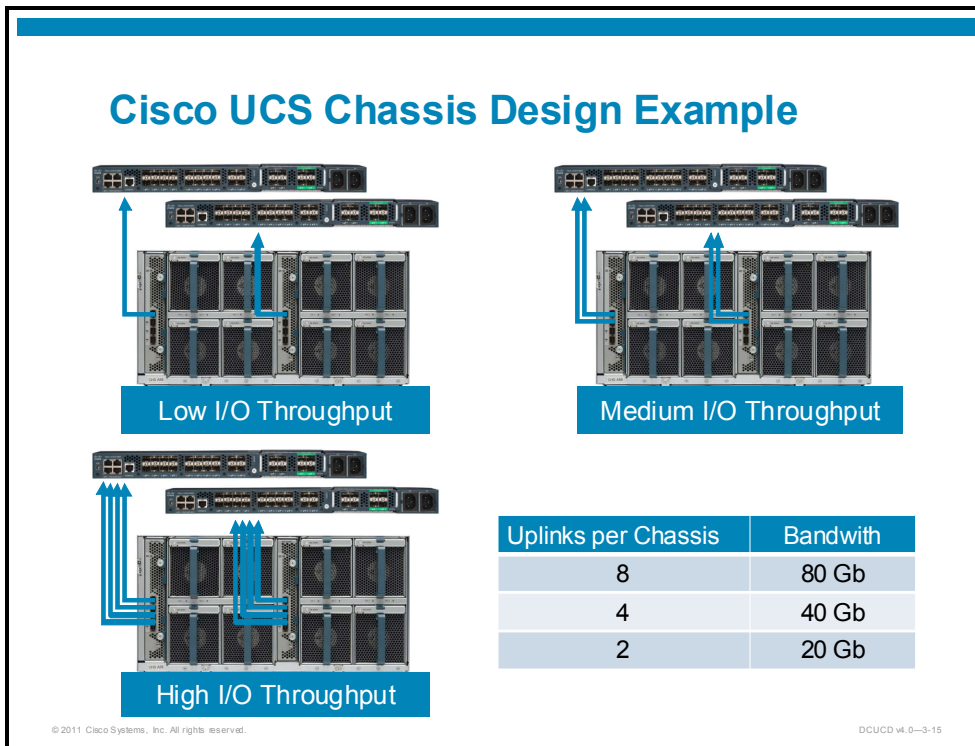 Cisco UCS Chassis Design Example
Low I/O Throughput
Medium I/O Throughput
High I/O Throughput
Uplinks per Chassis Bandwith
8 80 Gb
4 40 Gb
2 20 Gb
© 2011 Cisco Systems, Inc. All rights reserved.
DCUCD v4.0—3-15